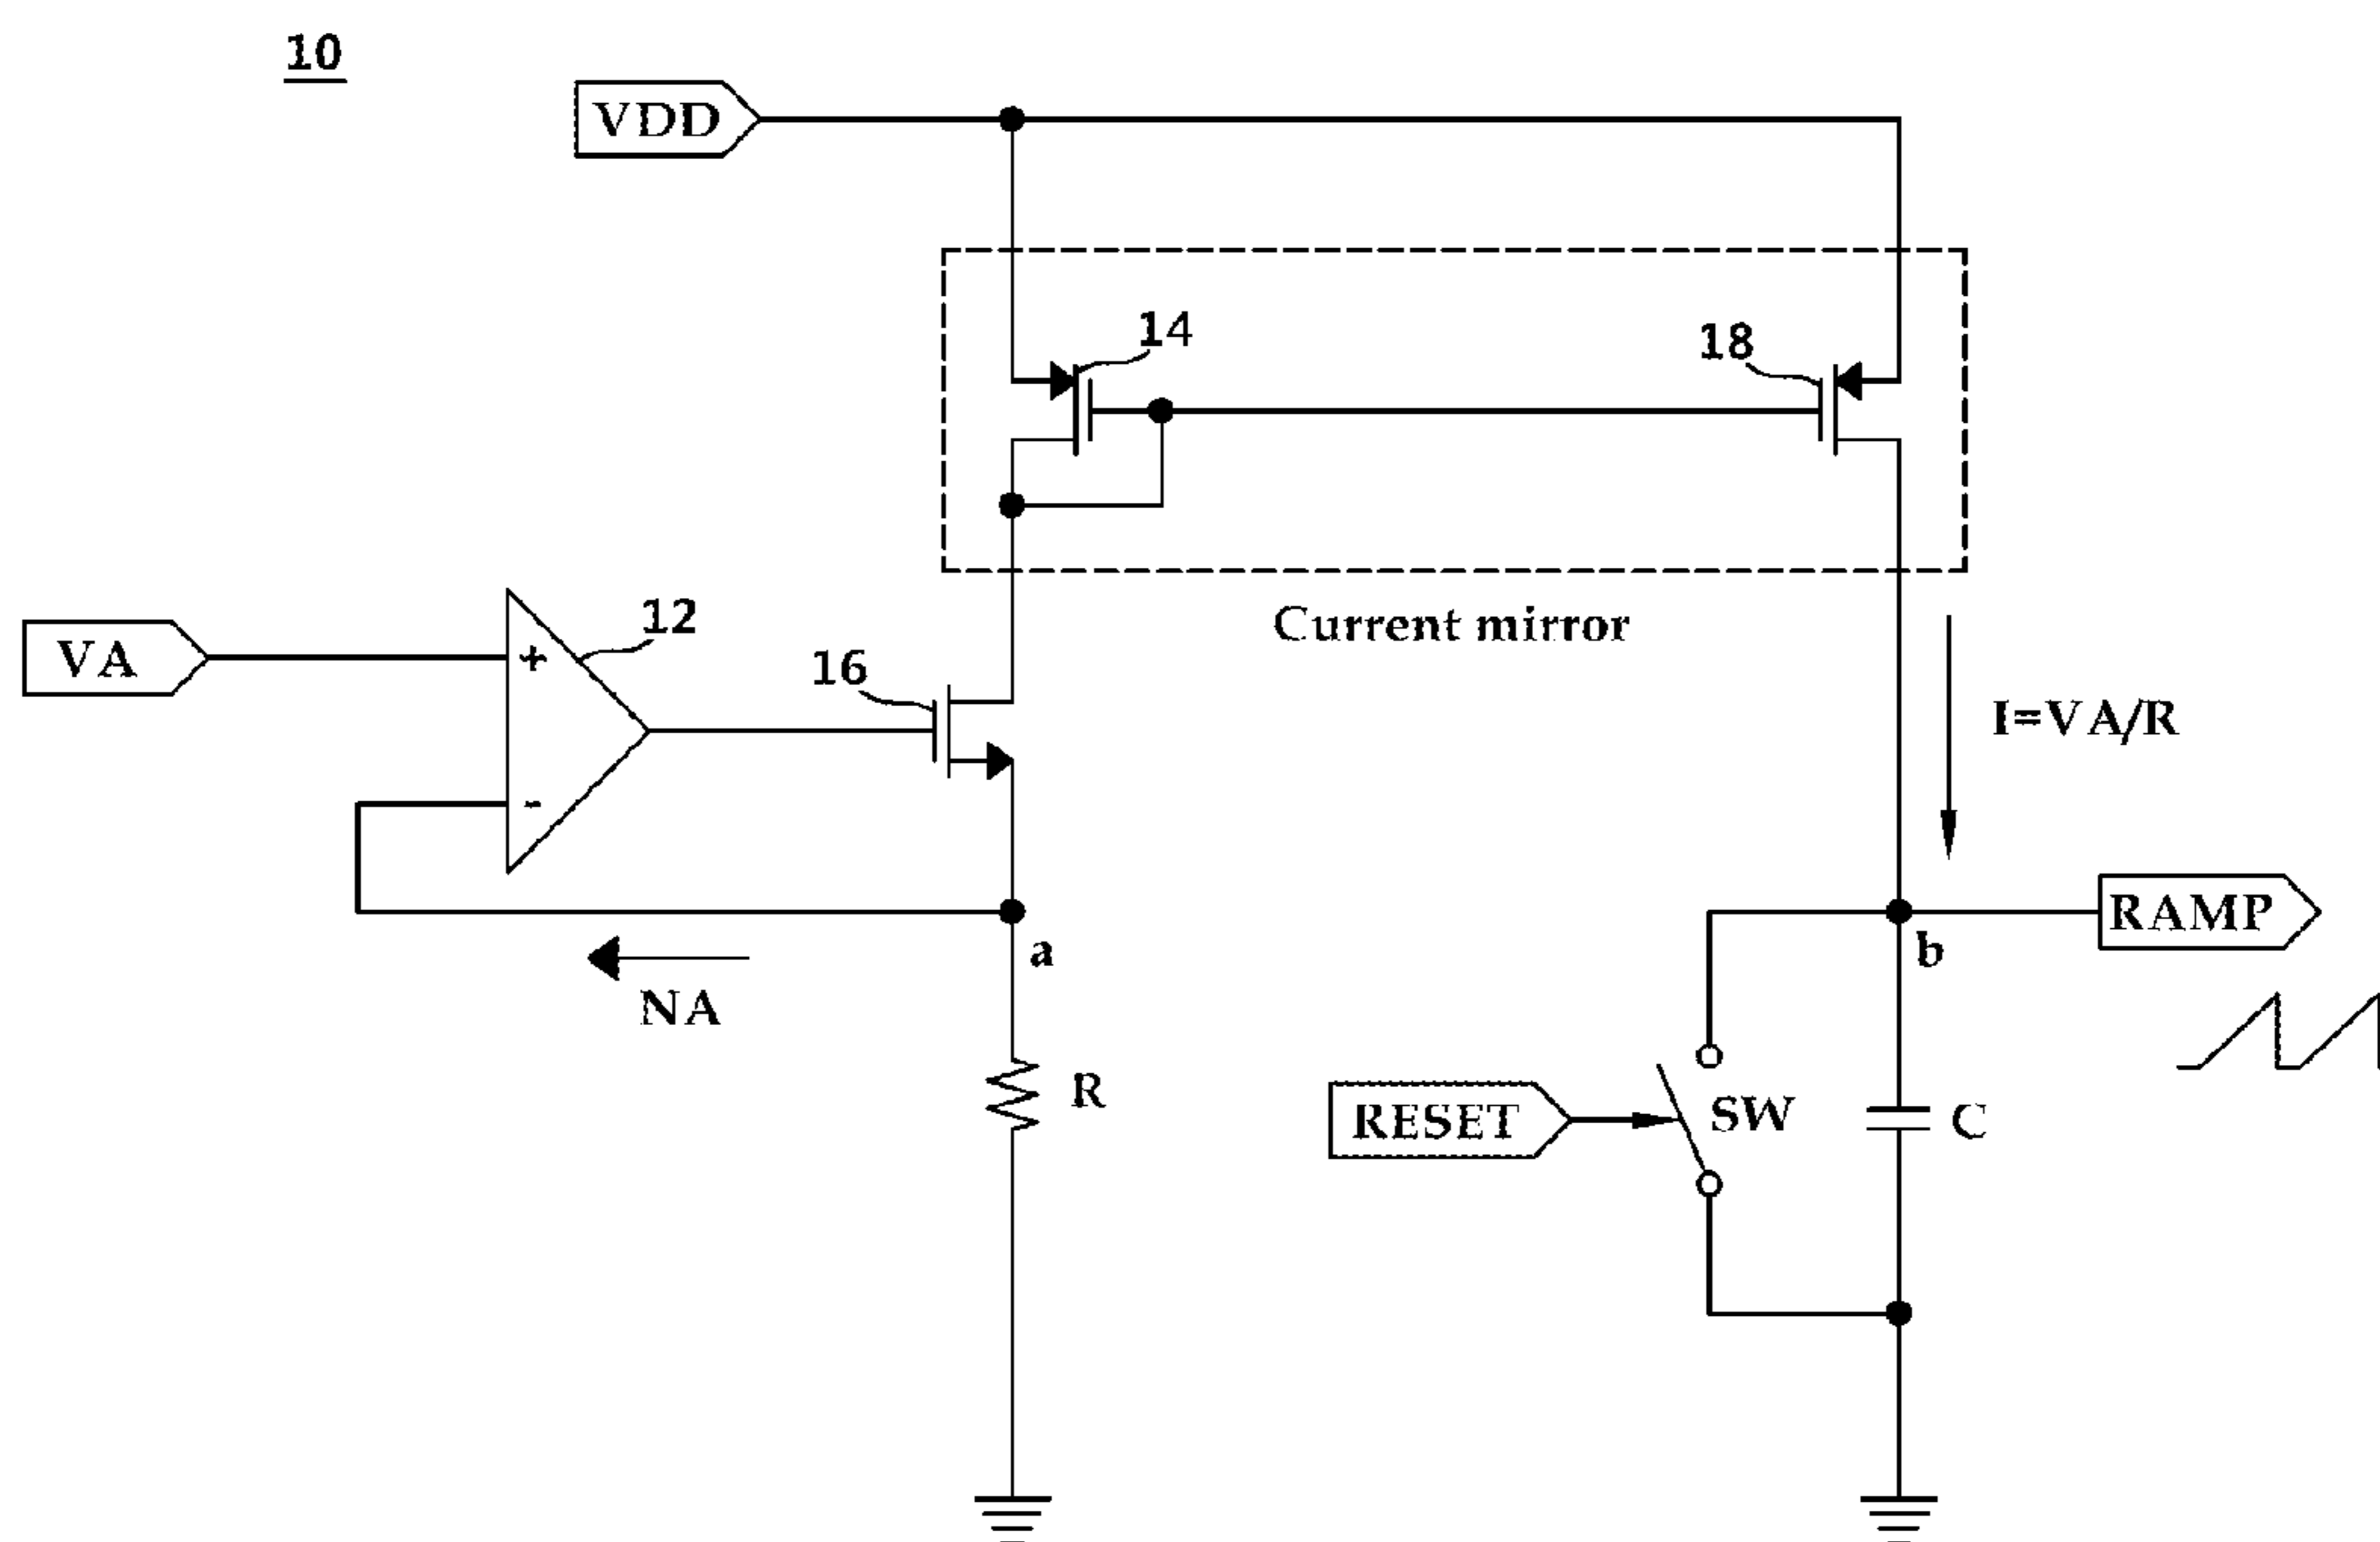 10
VDD
14
18
VA
+
12
16
Current mirror
I=VA/R
-
a
NA
RAMP
b
R
RESET
SW
C